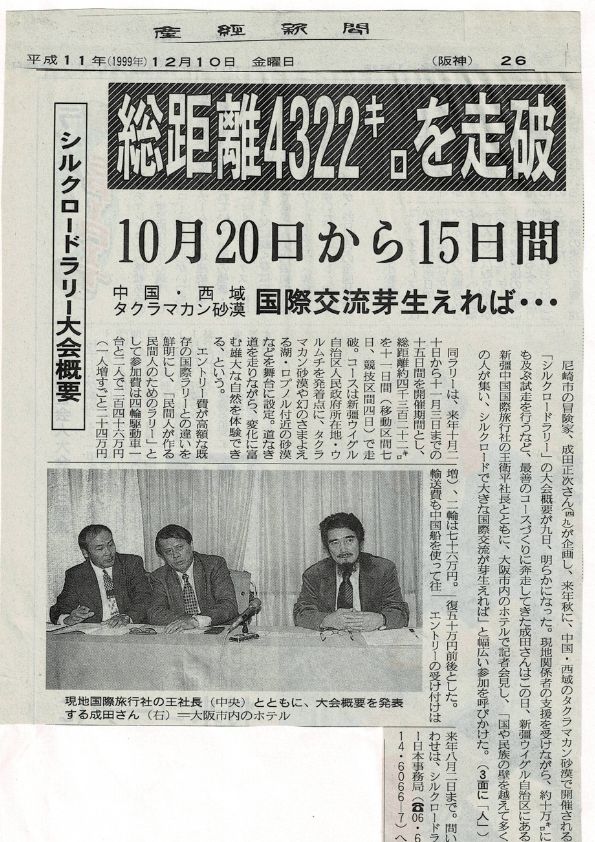 産經新聞
平成11年(1999年)12月10日 金曜日 (阪神) 26
総距離4322㌔を走破
シルクロードラリー大会概要
10月20日から15日間
中国・西域
タクラマカン砂漠
国際交流芽生えれば・・・
尼崎市の冒険家、成田正次さん(四九)が企画し、来年秋に、中国・西域のタクラマカン砂漠で開催される
「シルクロードラリー」の大会概要が九日、明らかになった。現地関係者の支援を受けながら、約十万㌔に
も及ぶ試走を行うなど、最善のコースづくりに奔走してきた成田さんはこの日、新疆ウイグル自治区にある
新疆中国国際旅行社の王衛平社長とともに、大阪市内のホテルで記者会見し、「国や民族の壁を越えて多く
の人が集い、シルクロードで大きな国際交流が芽生えれば」と幅広い参加を呼びかけた。(3面に「人」)
同ラリーは、来年十月二
十日から十一月三日までの
十五日間を開催期間とし、
総距離約四千三百二十二㌔
を十一日間(移動区間七
日、競技区間四日)で走
破。コースは新疆ウイグル
自治区人民政府所在地・ウ
ルムチを発着点に、タクラ
マカン砂漠や幻のさまよえ
る湖・ロプノル付近の砂漠
などを舞台に設定。道なき
道を走りながら、変化に富
む雄大な自然を体験でき
る、という。
エントリー費が高額な既
存の国際ラリーとの違いを
鮮明にし、「民間人が作る
民間人のためのラリー」と
して参加費は四輪駆動車一
台と二人で二百四十六万円
(一人増すごと二十四万円
増)、二輪は七十六万円。
輸送費も中国船を使って往
復五十万円前後とした。
エントリーの受け付けは
来年八月二日まで。問い
わせは、シルクロードラ
ー日本事務局(☎06・6
14・6066-7)へ
現地国際旅行社の王社長(中央)とともに、大会概要を発表
する成田さん(右)=大阪市内のホテル